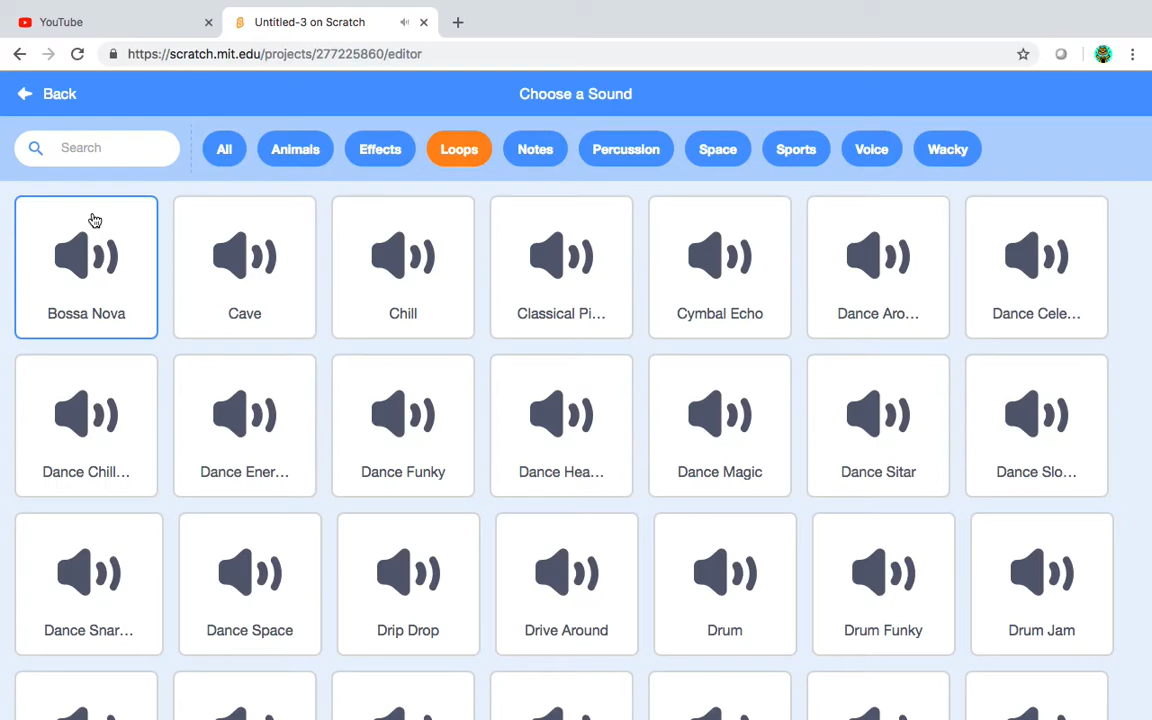 YouTube
Untitled-3 on Scratch
https://scratch.mit.edu/projects/277225860/editor
Back
Choose a Sound
Search
All
Animals
Effects
Loops
Notes
Percussion
Space
Sports
Voice
Wacky
Bossa Nova
Cave
Chill
Classical Pi...
Cymbal Echo
Dance Aro...
Dance Cele...
Dance Chill...
Dance Ener...
Dance Funky
Dance Hea...
Dance Magic
Dance Sitar
Dance Slo...
Dance Snar...
Dance Space
Drip Drop
Drive Around
Drum
Drum Funky
Drum Jam